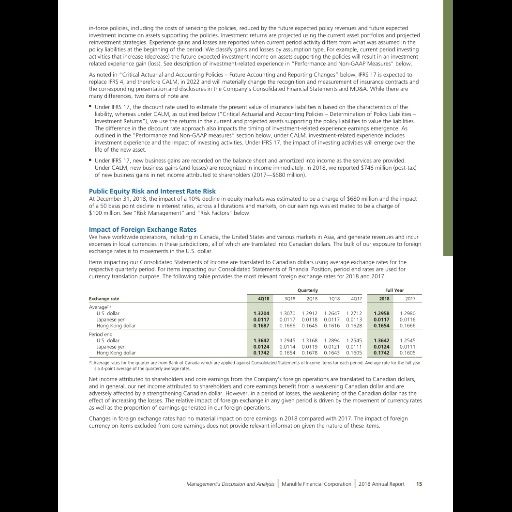 in-force policies, including the costs of servicing the policies, reduced by the future expected policy revenues and future expected
investment income on assets supporting the policies. Investment returns are projected using the current asset portfolios and projected
reinvestment strategies. Experience gains and losses are reported when current period activity differs from what was assumed in the
policy liabilities at the beginning of the period. We classify gains and losses by assumption type. For example, current period investing
activities that increase (decrease) the future expected investment income on assets supporting the policies will result in an investment
related experience gain (loss). See description of investment-related experience in "Performance and Non-GAAP Measures" below.
As noted in "Critical Actuarial and Accounting Policies – Future Accounting and Reporting Changes" below, IFRS 17 is expected to
replace IFRS 4, and therefore CALM, in 2022 and will materially change the recognition and measurement of insurance contracts and
the corresponding presentation and disclosures in the Company's Consolidated Financial Statements and MD&A. While there are
many differences, two items of note are:
• Under IFRS 17, the discount rate used to estimate the present value of insurance liabilities is based on the characteristics of the
liability, whereas under CALM, as outlined below ("Critical Actuarial and Accounting Policies – Determination of Policy Liabilities –
Investment Returns"), we use the returns in the current and projected assets supporting the policy liabilities to value the liabilities.
The difference in the discount rate approach also impacts the timing of investment-related experience earnings emergence. As
outlined in the "Performance and Non-GAAP measures" section below, under CALM, investment-related experience includes
investment experience and the impact of investing activities. Under IFRS 17, the impact of investing activities will emerge over the
life of the new asset.
• Under IFRS 17, new business gains are recorded on the balance sheet and amortized into income as the services are provided.
Under CALM, new business gains (and losses) are recognized in income immediately. In 2018, we reported $746 million (post-tax)
of new business gains in net income attributed to shareholders (2017—$680 million).
Public Equity Risk and Interest Rate Risk
At December 31, 2018, the impact of a 10% decline in equity markets was estimated to be a charge of $680 million and the impact
of a 50 basis point decline in interest rates, across all durations and markets, on our earnings was estimated to be a charge of
$100 million. See "Risk Management" and "Risk Factors" below
Impact of Foreign Exchange Rates
We have worldwide operations, including in Canada, the United States and various markets in Asia, and generate revenues and incur
expenses in local currencies in these jurisdictions, all of which are translated into Canadian dollars. The bulk of our exposure to foreign
exchange rates is to movements in the U.S. dollar.
Items impacting our Consolidated Statements of Income are translated to Canadian dollars using average exchange rates for the
respective quarterly period. For items impacting our Consolidated Statements of Financial Position, period end rates are used for
currency translation purpose. The following table provides the most relevant foreign exchange rates for 2018 and 2017
Quarterly Full Year
Exchange rate 4Q18 3Q18 2Q18 1Q18 4Q17 2018 2017
Average(1)
U.S. dollar 1.3204 1.3070 1.2912 1.2647 1.2712 1.2958 1.2980
Japanese yen 0.0117 0.0117 0.0118 0.0117 0.0113 0.0117 0.0116
Hong Kong dollar 0.1687 0.1665 0.1645 0.1616 0.1628 0.1654 0.1666
Period end
U.S. dollar 1.3642 1.2945 1.3168 1.2894 1.2545 1.3642 1.2545
Japanese yen 0.0124 0.0114 0.0119 0.0121 0.0111 0.0124 0.0111
Hong Kong dollar 0.1742 0.1654 0.1678 0.1643 0.1605 0.1742 0.1605
(1) Average rates for the quarter are from Bank of Canada which are applied against Consolidated Statements of Income items for each period. Average rate for the full year
is a 4-point average of the quarterly average rates.
Net income attributed to shareholders and core earnings from the Company's foreign operations are translated to Canadian dollars,
and in general, our net income attributed to shareholders and core earnings benefit from a weakening Canadian dollar and are
adversely affected by a strengthening Canadian dollar. However, in a period of losses, the weakening of the Canadian dollar has the
effect of increasing the losses. The relative impact of foreign exchange in any given period is driven by the movement of currency rates
as well as the proportion of earnings generated in our foreign operations.
Changes in foreign exchange rates had no material impact on core earnings in 2018 compared with 2017. The impact of foreign
currency on items excluded from core earnings does not provide relevant information given the nature of these items.
Management's Discussion and Analysis | Manulife Financial Corporation | 2018 Annual Report 15